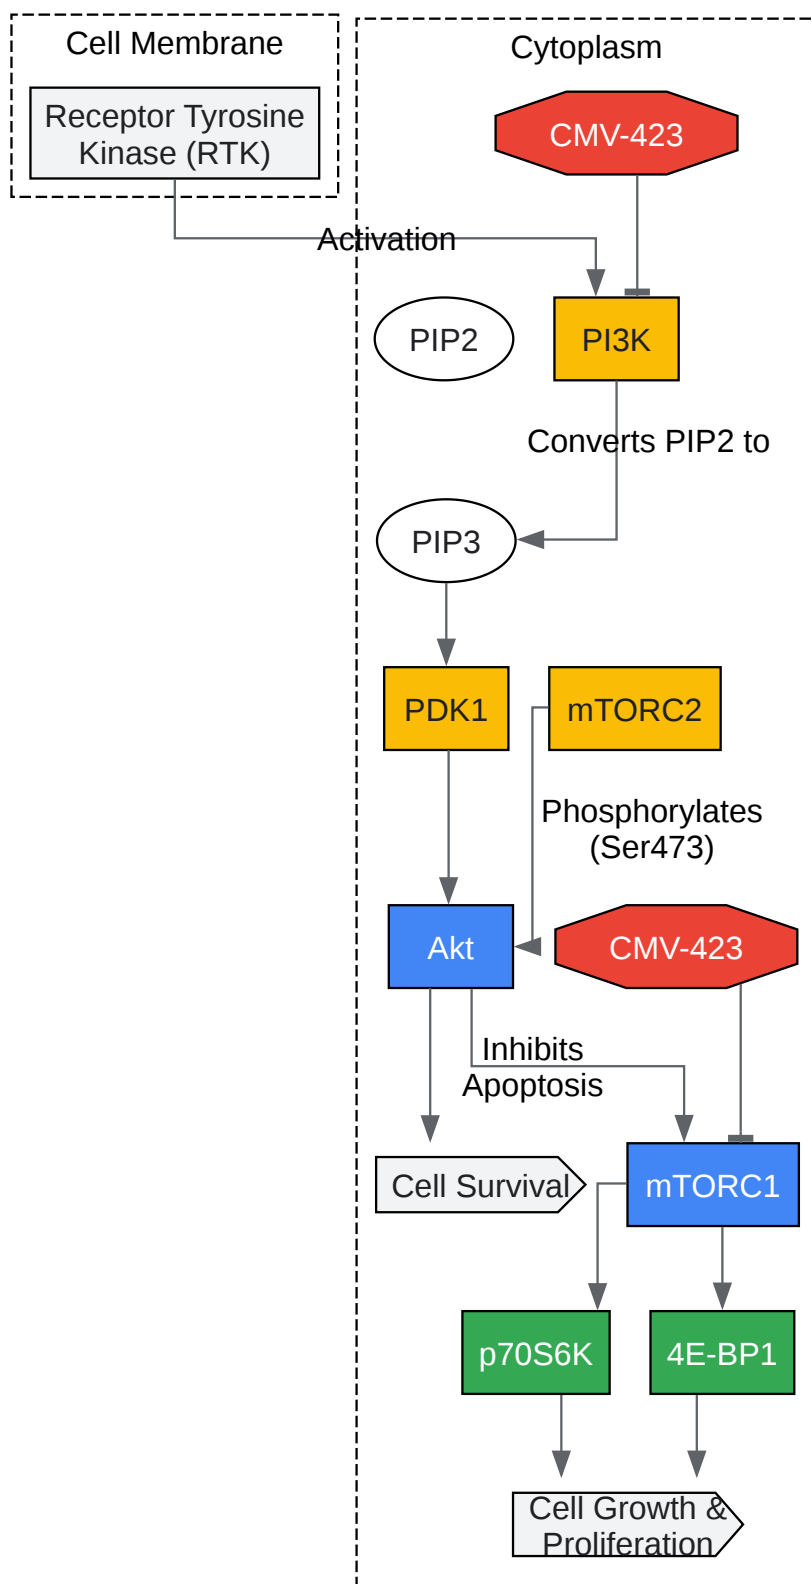 Cell Membrane
Cytoplasm
Receptor Tyrosine
Kinase (RTK)
CMV-423
Activation
PIP2
PI3K
Converts PIP2 to
PIP3
PDK1
mTORC2
Phosphorylates
(Ser473)
Akt
CMV-423
Inhibits
Apoptosis
Cell Survival
mTORC1
p70S6K
4E-BP1
Cell Growth &
Proliferation